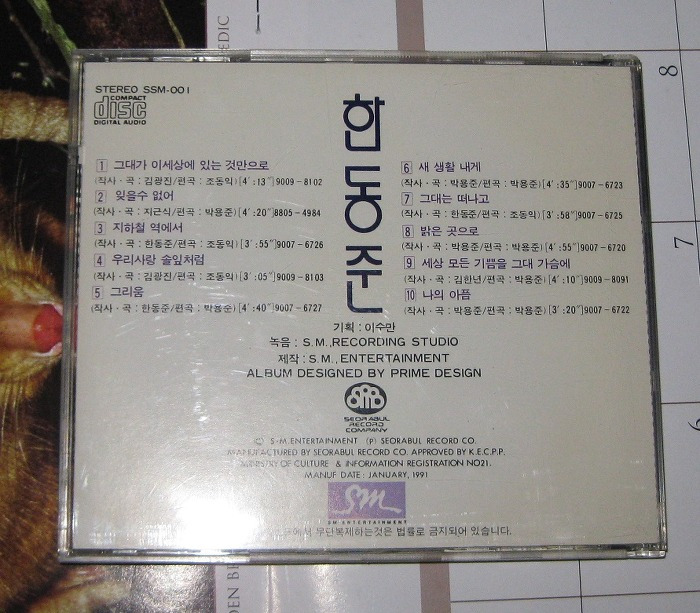 STEREO SSM-001
COMPACT
disc
DIGITAL AUDIO
한동준
1 그대가 이세상에 있는 것만으로
(작사·곡:김광진/편곡:조동익)[4′:13″]9009-8102
2 잊을수 없어
(작사·곡:지근식/편곡:박용준)[4′:20″]8805-4984
3 지하철 역에서
(작사·곡:한동준/편곡:조동익)[3′:55″]9007-6726
4 우리사랑 솔잎처럼
(작사·곡:김광진/편곡:조동익)[3′:05″]9009-8103
5 그리움
(작사·곡:한동준/편곡:박용준)[4′:40″]9007-6727
6 새 생활 내게
(작사·곡:박용준/편곡:박용준)[4′:35″]9007-6723
7 그대는 떠나고
(작사·곡:한동준/편곡:조동익)[3′:58″]9007-6725
8 밝은 곳으로
(작사·곡:박용준/편곡:박용준)[4′:55″]9007-6720
9 세상 모든 기쁨을 그대 가슴에
(작사·곡:김한년/편곡:박용준)[4′:10″]9009-8091
10 나의 아픔
(작사·곡:박용준/편곡:박용준)[3′:20″]9007-6722
기획:이수만
녹음:S.M.,RECORDING STUDIO
제작:S.M.,ENTERTAINMENT
ALBUM DESIGNED BY PRIME DESIGN
SRB
SEORABUL
RECORD
COMPANY
Ⓒ S·M.ENTERTAINMENT (P) SEORABUL RECORD CO.
MANUFACTURED BY SEORABUL RECORD CO. APPROVED BY K.E.C.P.P.
MINISTRY OF CULTURE & INFORMATION REGISTRATION NO21.
MANUF DATE:JANUARY, 1991
SM
SM ENTERTAINMENT
무단복제하는것은 법률로 금지되어 있습니다.
EDIC
8
7
6
DEN BE